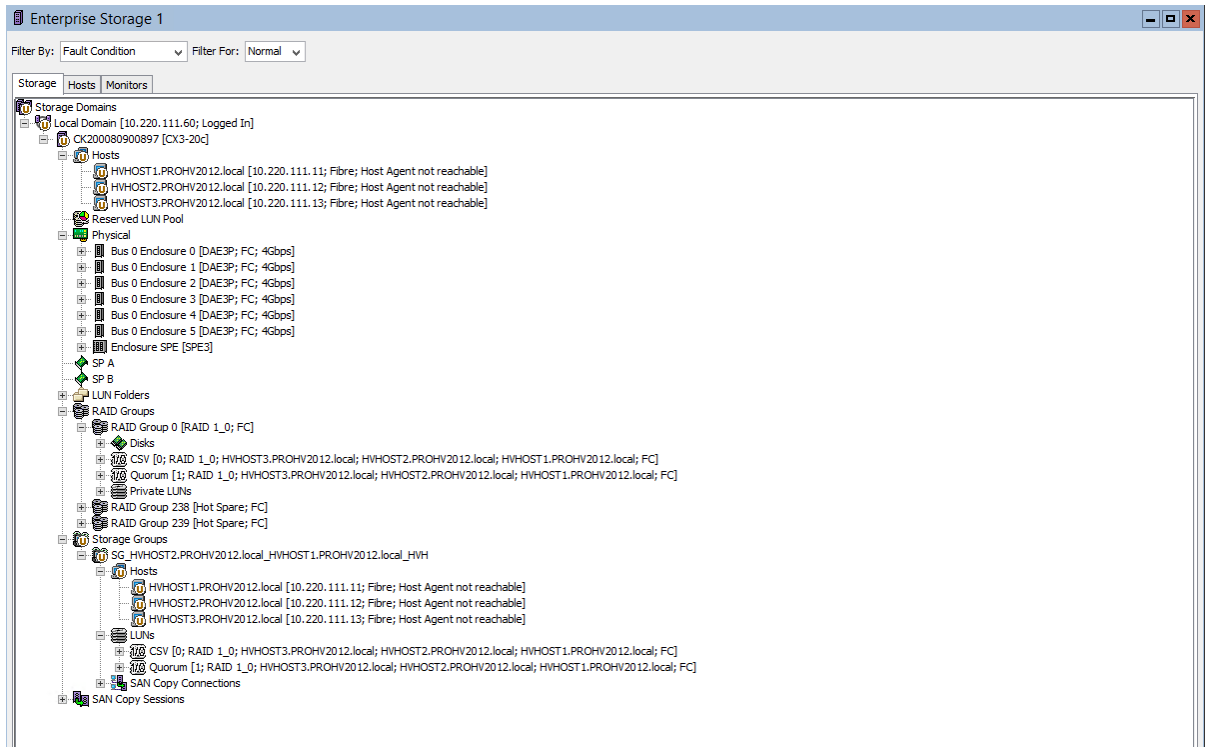 Enterprise Storage 1
Filter By: Fault Condition Filter For: Normal
Storage Hosts Monitors
Storage Domains
Local Domain [10.220.111.60; Logged In]
CK200080900897 [CX3-20c]
Hosts
HVHOST1.PROHV2012.local [10.220.111.11; Fibre; Host Agent not reachable]
HVHOST2.PROHV2012.local [10.220.111.12; Fibre; Host Agent not reachable]
HVHOST3.PROHV2012.local [10.220.111.13; Fibre; Host Agent not reachable]
Reserved LUN Pool
Physical
Bus 0 Enclosure 0 [DAE3P; FC; 4Gbps]
Bus 0 Enclosure 1 [DAE3P; FC; 4Gbps]
Bus 0 Enclosure 2 [DAE3P; FC; 4Gbps]
Bus 0 Enclosure 3 [DAE3P; FC; 4Gbps]
Bus 0 Enclosure 4 [DAE3P; FC; 4Gbps]
Bus 0 Enclosure 5 [DAE3P; FC; 4Gbps]
Enclosure SPE [SPE3]
SP A
SP B
LUN Folders
RAID Groups
RAID Group 0 [RAID 1_0; FC]
Disks
CSV [0; RAID 1_0; HVHOST3.PROHV2012.local; HVHOST2.PROHV2012.local; HVHOST1.PROHV2012.local; FC]
Quorum [1; RAID 1_0; HVHOST3.PROHV2012.local; HVHOST2.PROHV2012.local; HVHOST1.PROHV2012.local; FC]
Private LUNs
RAID Group 238 [Hot Spare; FC]
RAID Group 239 [Hot Spare; FC]
Storage Groups
SG_HVHOST2.PROHV2012.local_HVHOST1.PROHV2012.local_HVH
Hosts
HVHOST1.PROHV2012.local [10.220.111.11; Fibre; Host Agent not reachable]
HVHOST2.PROHV2012.local [10.220.111.12; Fibre; Host Agent not reachable]
HVHOST3.PROHV2012.local [10.220.111.13; Fibre; Host Agent not reachable]
LUNs
CSV [0; RAID 1_0; HVHOST3.PROHV2012.local; HVHOST2.PROHV2012.local; HVHOST1.PROHV2012.local; FC]
Quorum [1; RAID 1_0; HVHOST3.PROHV2012.local; HVHOST2.PROHV2012.local; HVHOST1.PROHV2012.local; FC]
SAN Copy Connections
SAN Copy Sessions